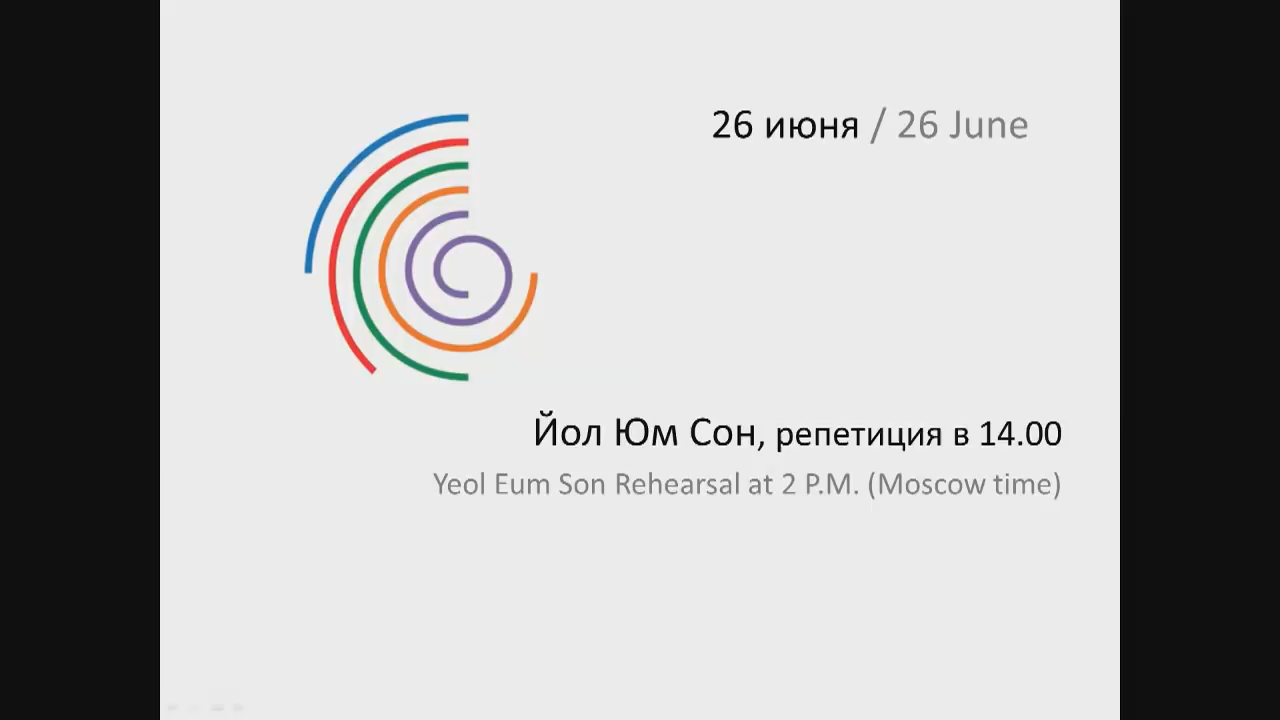 26 июня / 26 June
Йол Юм Сон, репетиция в 14.00
Yeol Eum Son Rehearsal at 2 P.M. (Moscow time)